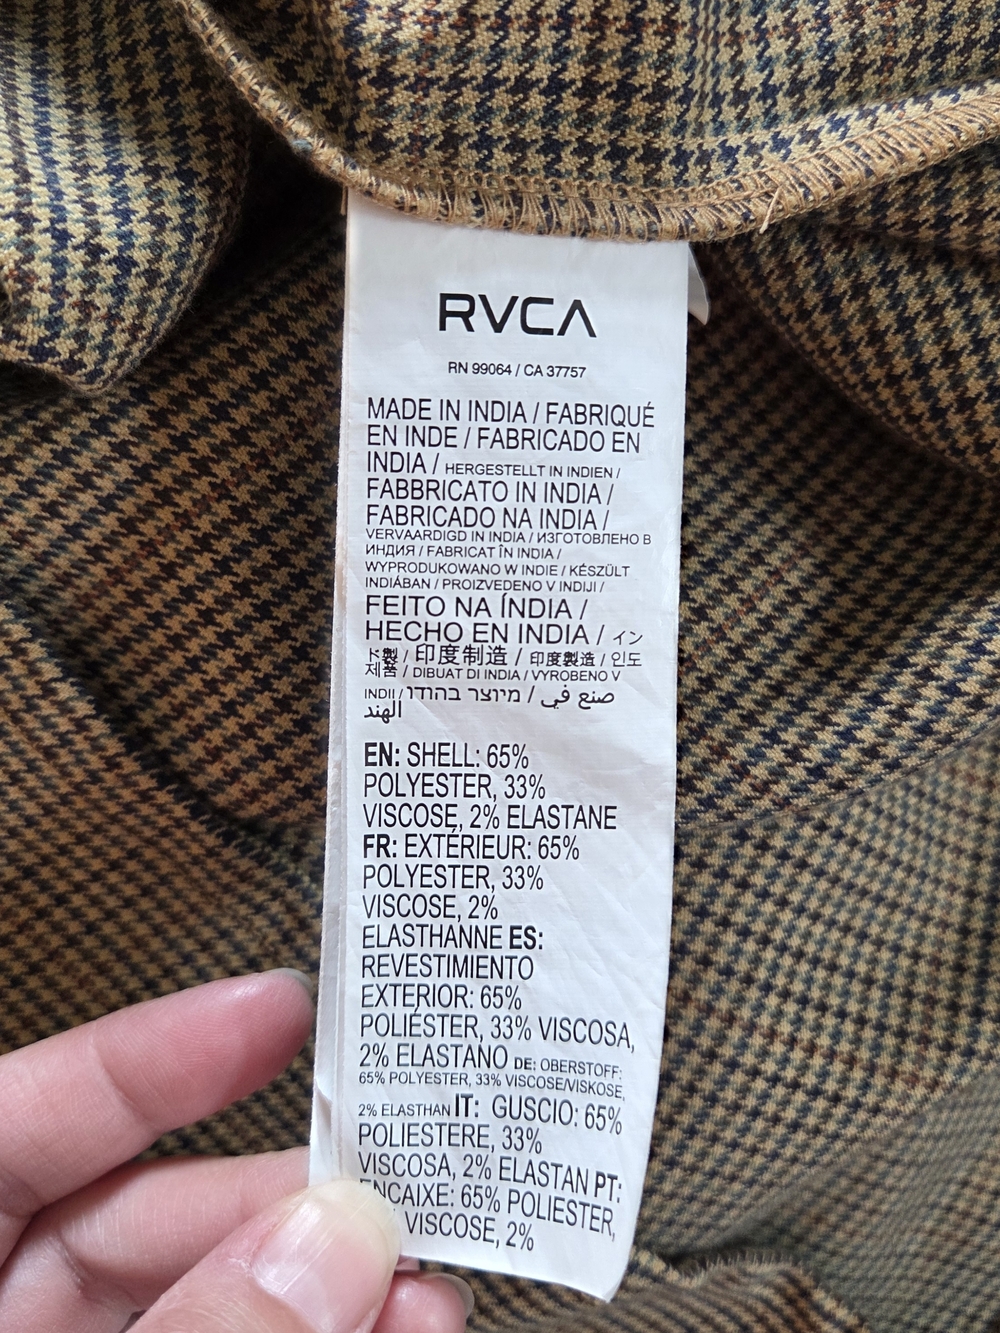 RVCA
RN 99064 / CA 37757
MADE IN INDIA / FABRIQUÉ
EN INDE / FABRICADO EN
INDIA / HERGESTELLT IN INDIEN /
FABBRICATO IN INDIA /
FABRICADO NA INDIA /
VERVAARDIGD IN INDIA / ИЗГОТОВЛЕНО В
ИНДИЯ / FABRICAT ÎN INDIA /
WYPRODUKOWANO W INDIE / KÉSZÜLT
INDIÁBAN / PROIZVEDENO V INDIJI /
FEITO NA ÍNDIA /
HECHO EN INDIA / イン
ド製 / 印度制造 / 印度製造 / 인도
제품 / DIBUAT DI INDIA / VYROBENO V
INDII / מיוצר בהודו / صنع في
الهند
EN: SHELL: 65%
POLYESTER, 33%
VISCOSE, 2% ELASTANE
FR: EXTÉRIEUR: 65%
POLYESTER, 33%
VISCOSE, 2%
ELASTHANNE ES:
REVESTIMIENTO
EXTERIOR: 65%
POLIÉSTER, 33% VISCOSA,
2% ELASTANO DE: OBERSTOFF:
65% POLYESTER, 33% VISCOSE/VISKOSE,
2% ELASTHAN IT: GUSCIO: 65%
POLIESTERE, 33%
VISCOSA, 2% ELASTAN PT:
ENCAIXE: 65% POLIESTER,
VISCOSE, 2%